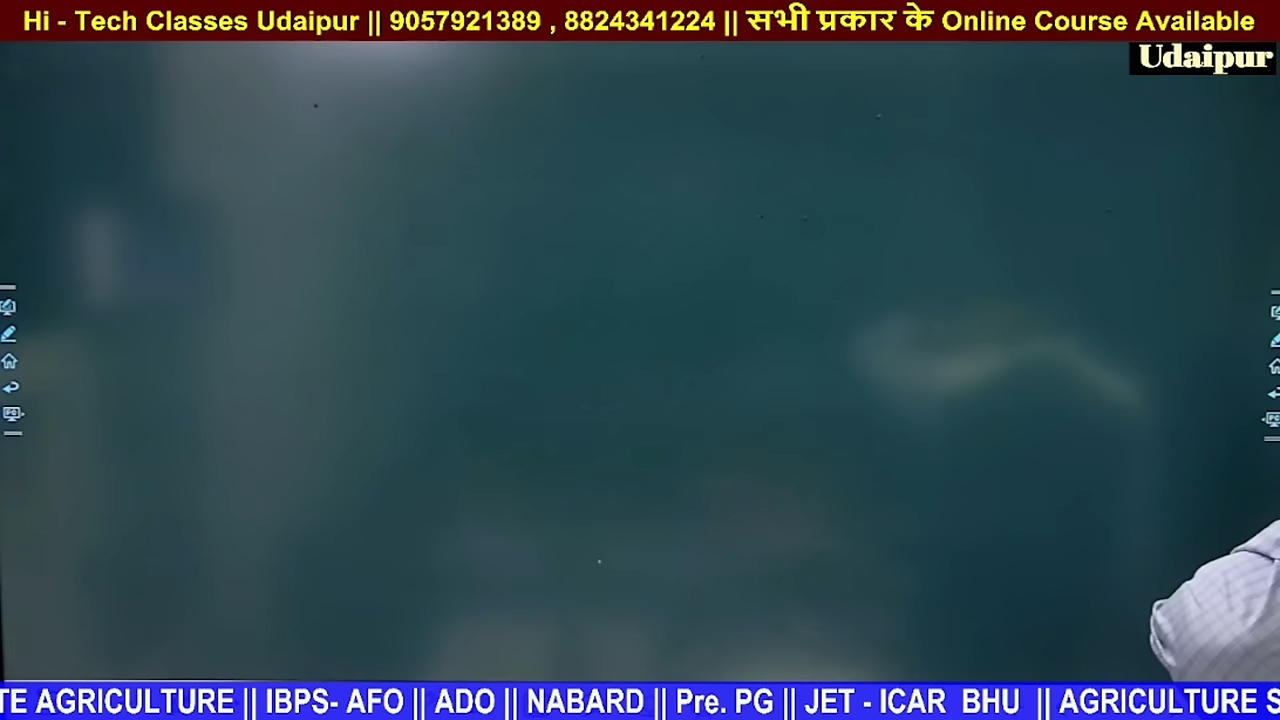 Hi - Tech Classes Udaipur || 9057921389 , 8824341224 || सभी प्रकार के Online Course Available
Udaipur
TE AGRICULTURE || IBPS- AFO || ADO || NABARD || Pre. PG || JET - ICAR BHU || AGRICULTURE S